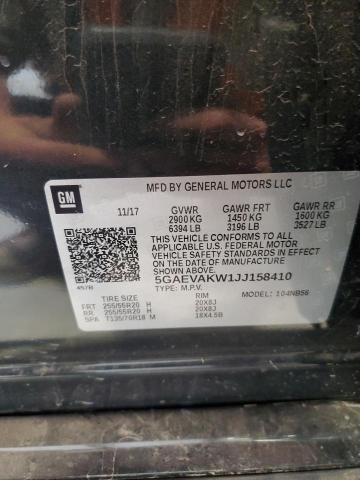 GM
MFD BY GENERAL MOTORS LLC
11/17 GVWR GAWR FRT GAWR RR
2900 KG 1450 KG 1600 KG
6394 LB 3196 LB 3527 LB
THIS VEHICLE CONFORMS TO ALL APPLICABLE
U.S. FEDERAL MOTOR VEHICLE SAFETY
STANDARDS IN EFFECT ON THE DATE OF
MANUFACTURE SHOWN ABOVE.
5GAEVAKW1JJ158410
457B TYPE: M.P.V. MODEL: 104NB56
TIRE SIZE RIM
FRT 255/55R20 H 20X8J
RR 255/55R20 H 20X8J
SPA T135/70R18 M 18X4.5B